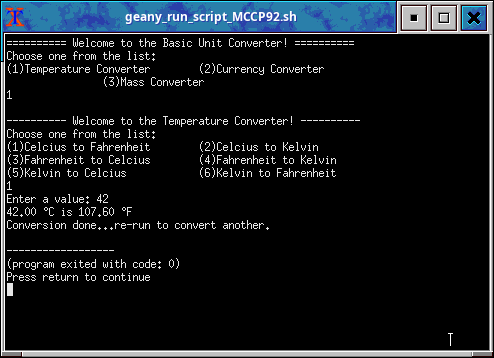 geany_run_script_MCCP92.sh
========== Welcome to the Basic Unit Converter! ==========
Choose one from the list:
(1)Temperature Converter (2)Currency Converter
(3)Mass Converter
1
---------- Welcome to the Temperature Converter! ----------
Choose one from the list:
(1)Celcius to Fahrenheit (2)Celcius to Kelvin
(3)Fahrenheit to Celcius (4)Fahrenheit to Kelvin
(5)Kelvin to Celcius (6)Kelvin to Fahrenheit
1
Enter a value: 42
42.00 °C is 107.60 °F
Conversion done...re-run to convert another.
------------------
(program exited with code: 0)
Press return to continue